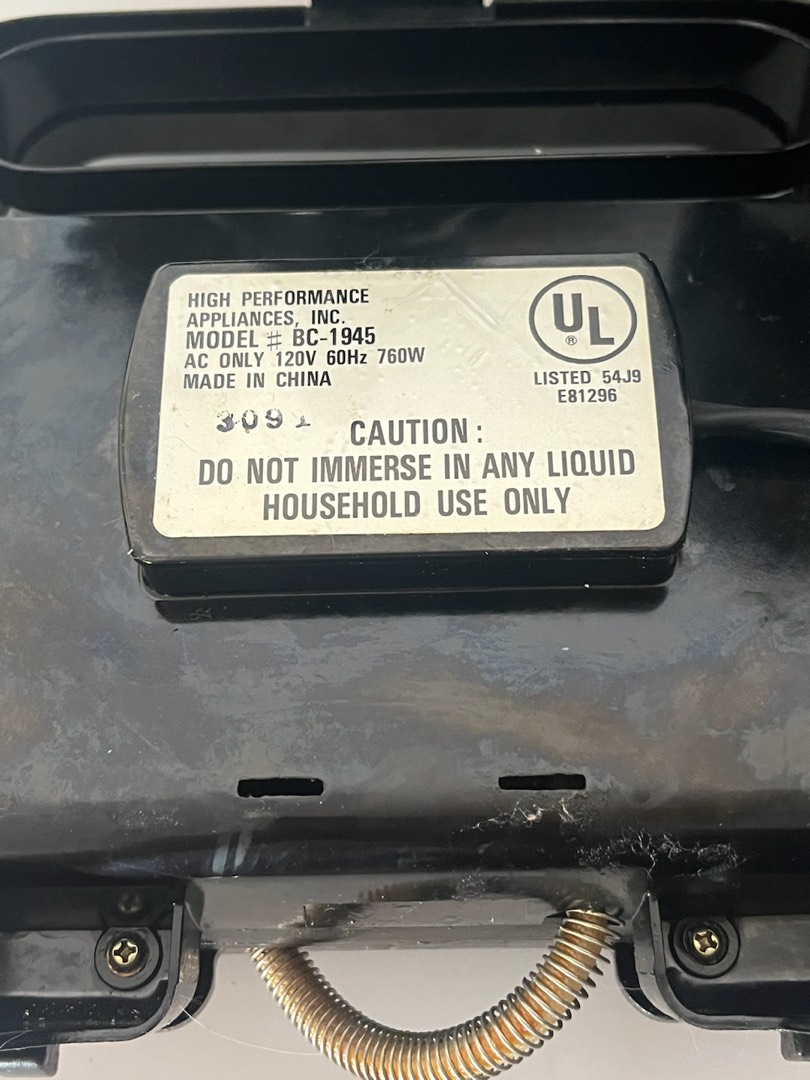 HIGH PERFORMANCE
APPLIANCES, INC.
MODEL # BC-1945
AC ONLY 120V 60Hz 760W
MADE IN CHINA
UL
®
LISTED 54J9
E81296
3091
CAUTION:
DO NOT IMMERSE IN ANY LIQUID
HOUSEHOLD USE ONLY